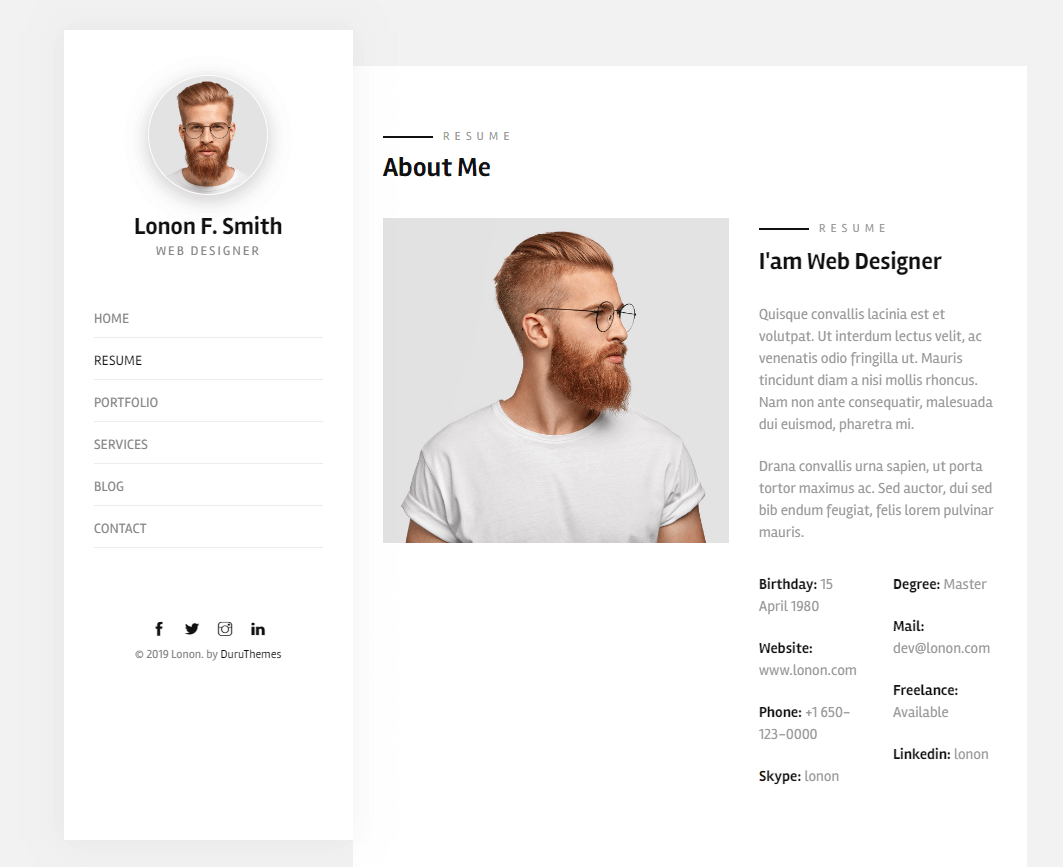 Lonon F. Smith
WEB DESIGNER
HOME
RESUME
PORTFOLIO
SERVICES
BLOG
CONTACT
© 2019 Lonon. by DuruThemes
RESUME
About Me
RESUME
I'am Web Designer
Quisque convallis lacinia est et
volutpat. Ut interdum lectus velit, ac
venenatis odio fringilla ut. Mauris
tincidunt diam a nisi mollis rhoncus.
Nam non ante consequatir, malesuada
dui euismod, pharetra mi.
Drana convallis urna sapien, ut porta
tortor maximus ac. Sed auctor, dui sed
bib endum feugiat, felis lorem pulvinar
mauris.
Birthday: 15
April 1980
Website:
www.lonon.com
Phone: +1 650-
123-0000
Skype: lonon
Degree: Master
Mail:
dev@lonon.com
Freelance:
Available
Linkedin: lonon